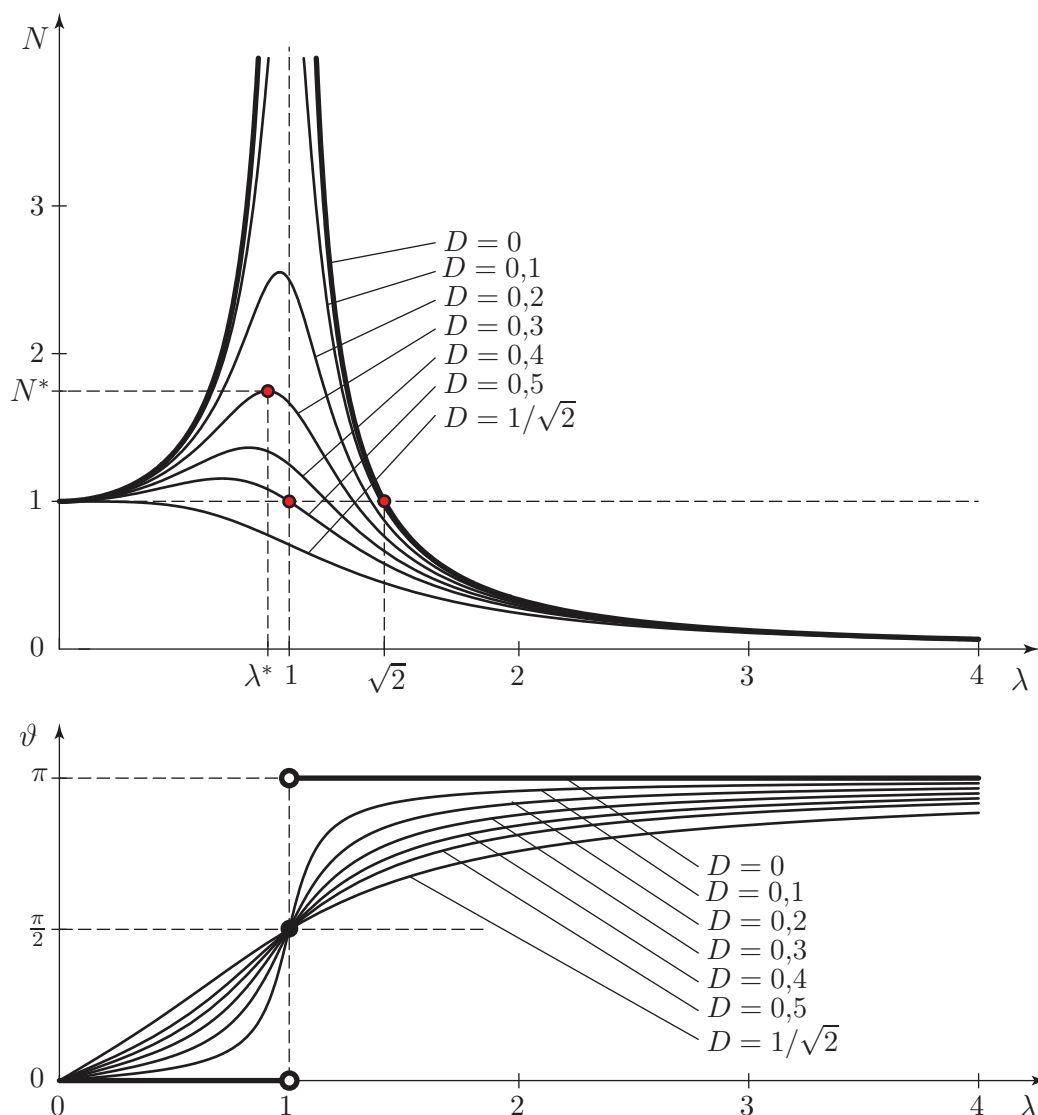 N
3
D = 0
D = 0,1
D = 0,2
D = 0,3
2
D = 0,4
N*
D = 0,5
D = 1/√2
1
0
λ* 1 √2 2 3 4 λ
ϑ
π
D = 0
D = 0,1
π/2
D = 0,2
D = 0,3
D = 0,4
D = 0,5
D = 1/√2
0
0 1 2 3 4 λ